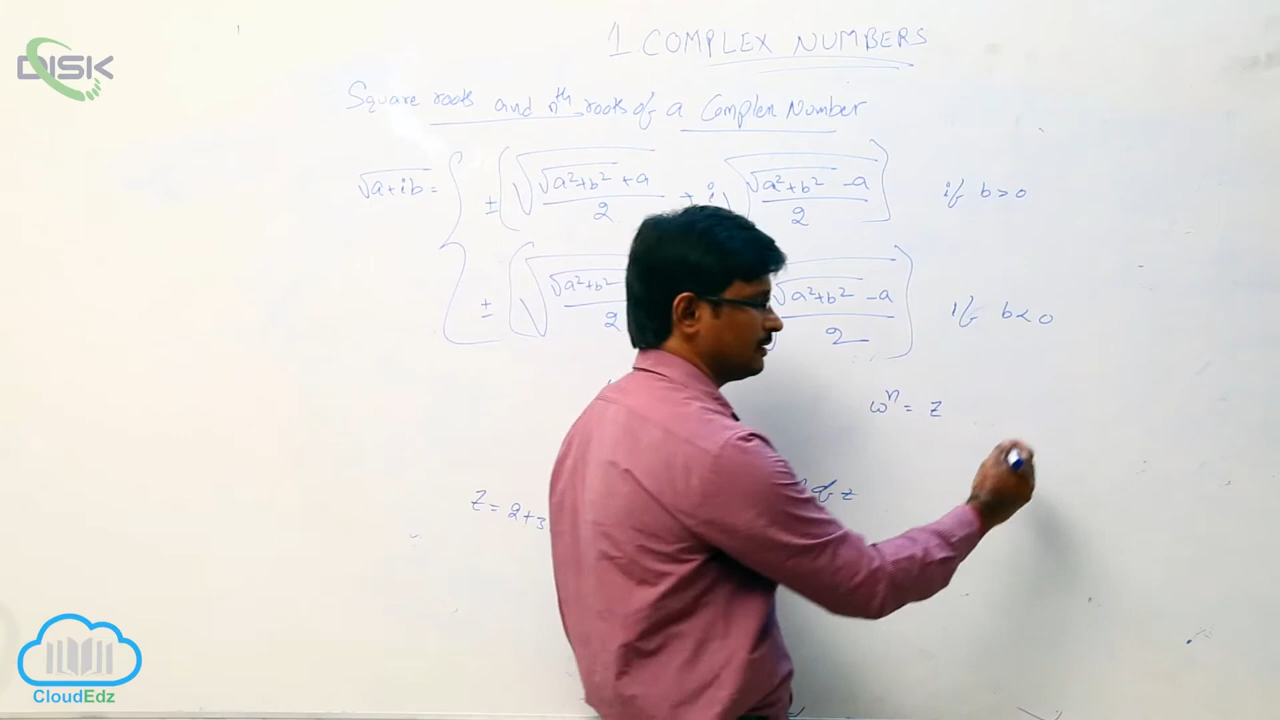 DISK
1. COMPLEX NUMBERS
Square roots and nth roots of a Complex Number
√a+ib = { ± ( √(√a²+b² + a)/2 + i √(√a²+b² - a)/2 ) if b > 0
± ( √(√a²+b² )/2 √a²+b² - a)/2 ) if b < 0
ωⁿ = z
Z = 2+3 of z
CloudEdz